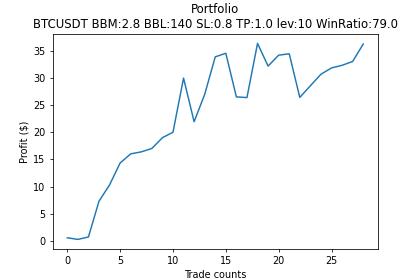 Portfolio
BTCUSDT BBM:2.8 BBL:140 SL:0.8 TP:1.0 lev:10 WinRatio:79.0
35
30
25
20
15
10
5
0
Profit ($)
0 5 10 15 20 25
Trade counts